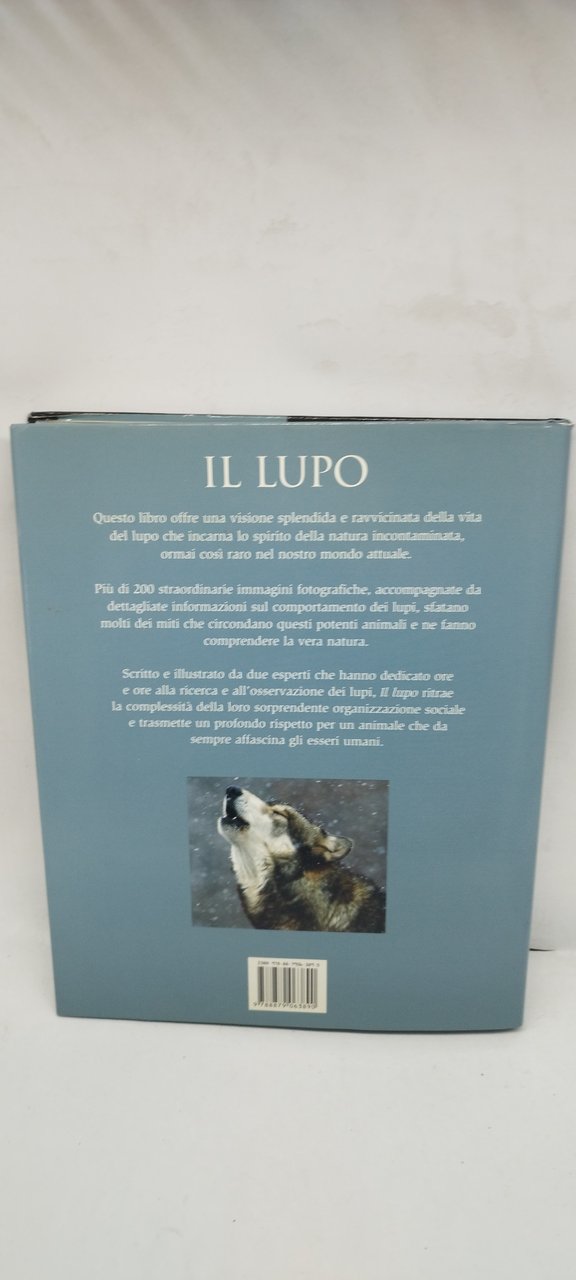 IL LUPO
Questo libro offre una visione splendida e ravvicinata della vita
del lupo che incarna lo spirito della natura incontaminata,
ormai così raro nel nostro mondo attuale.
Più di 200 straordinarie immagini fotografiche, accompagnate da
dettagliate informazioni sul comportamento dei lupi, sfatano
molti dei miti che circondano questi potenti animali e ne fanno
comprendere la vera natura.
Scritto e illustrato da due esperti che hanno dedicato ore
e ore alla ricerca e all'osservazione dei lupi, Il lupo ritrae
la complessità della loro sorprendente organizzazione sociale
e trasmette un profondo rispetto per un animale che da
sempre affascina gli esseri umani.
ISBN